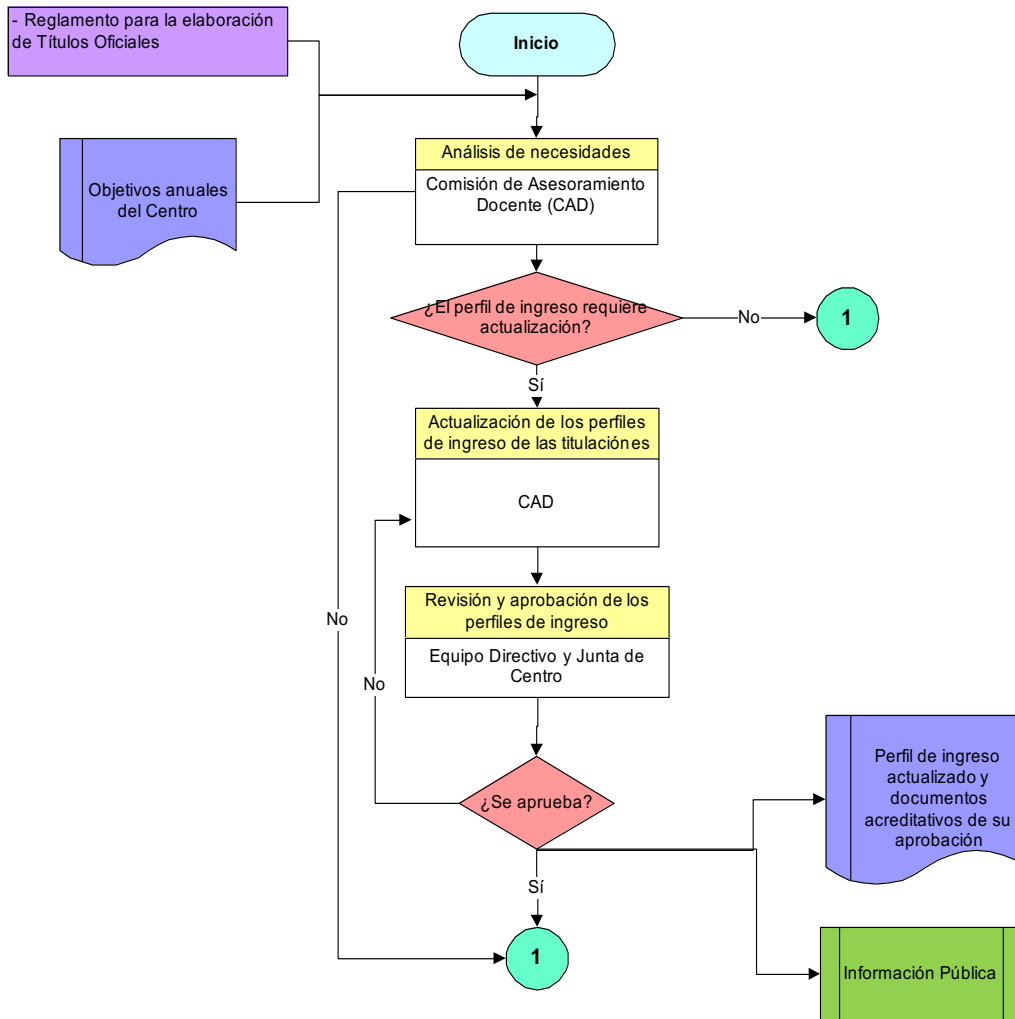 - Reglamento para la elaboración
de Títulos Oficiales
Inicio
Objetivos anuales
del Centro
Análisis de necesidades
Comisión de Asesoramiento
Docente (CAD)
¿El perfil de ingreso requiere
actualización?
No
1
Sí
Actualización de los perfiles
de ingreso de las titulaciónes
CAD
Revisión y aprobación de los
perfiles de ingreso
Equipo Directivo y Junta de
Centro
No
No
¿Se aprueba?
Perfil de ingreso
actualizado y
documentos
acreditativos de su
aprobación
Sí
1
Información Pública